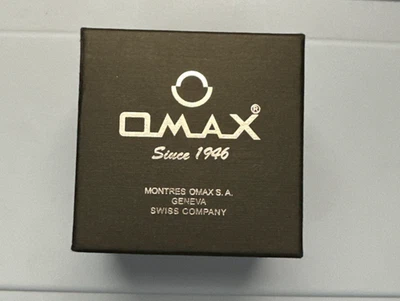 OMAX®
Since 1946
MONTRES OMAX S.A.
GENEVA
SWISS COMPANY